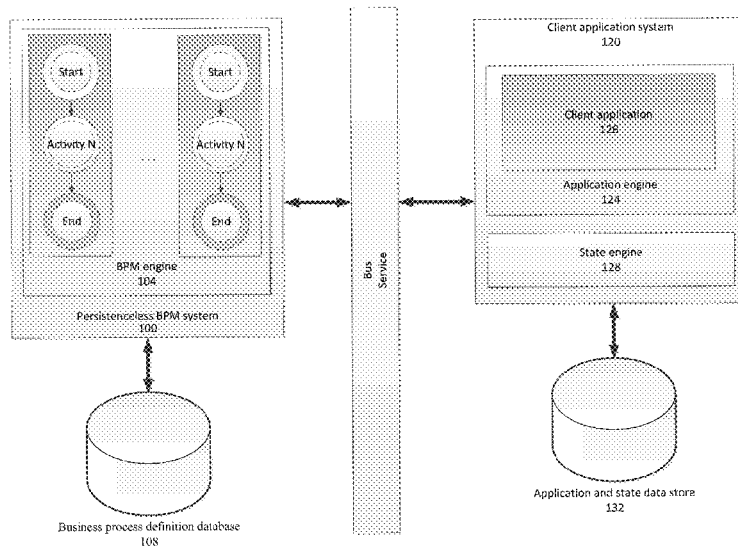 Start
Activity N
End
...
Start
Activity N
End
BPM engine
104
Persistenceless BPM system
100
Business process definition database
108
Bus
Service
Client application system
120
Client application
126
Application engine
124
State engine
128
Application and state data store
132